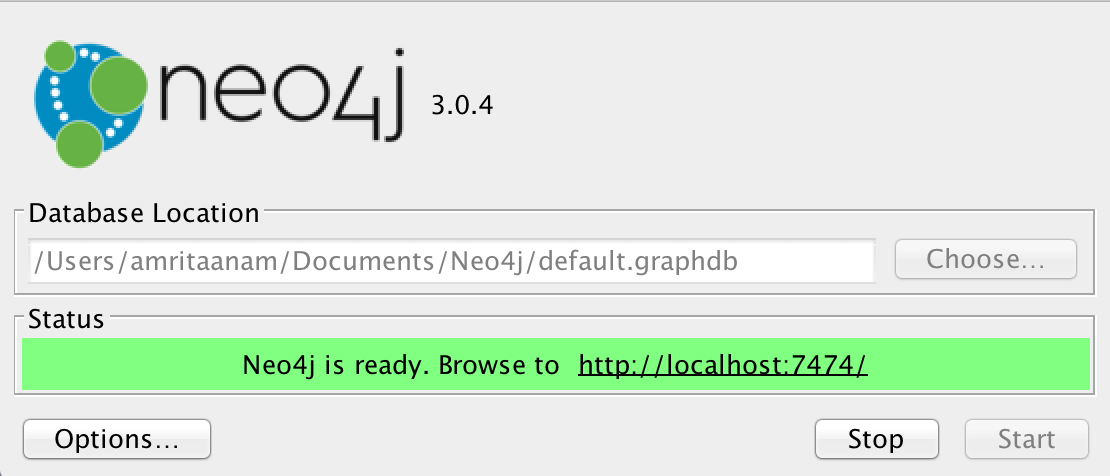 neo4j 3.0.4
Database Location
/Users/amritaanam/Documents/Neo4j/default.graphdb
Choose...
Status
Neo4j is ready. Browse to http://localhost:7474/
Options...
Stop
Start